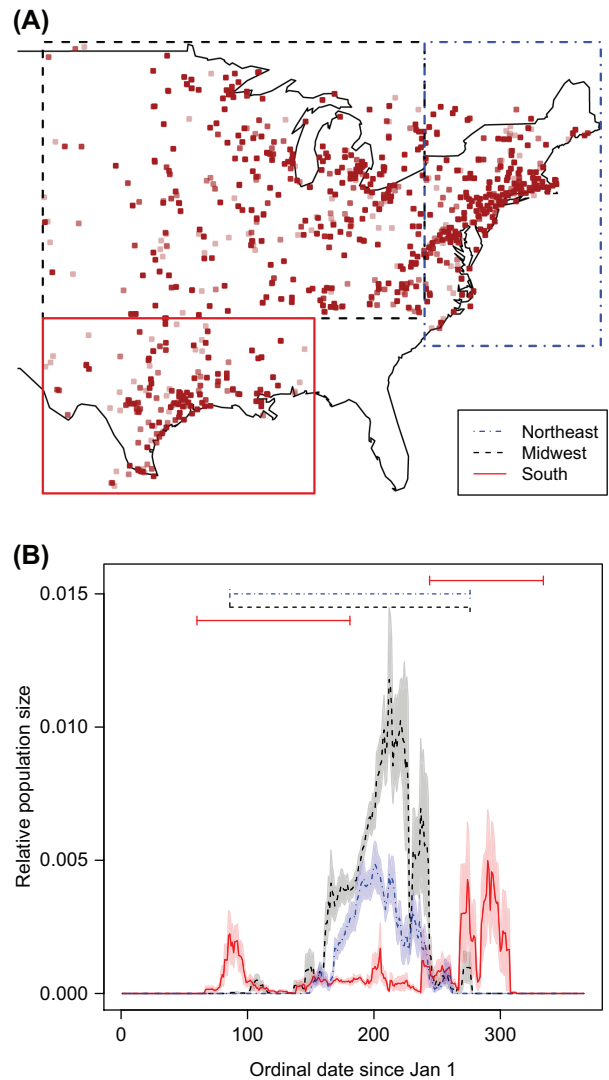 (A)
Northeast
Midwest
South
(B)
0.015
0.010
0.005
0.000
Relative population size
0
100
200
300
Ordinal date since Jan 1